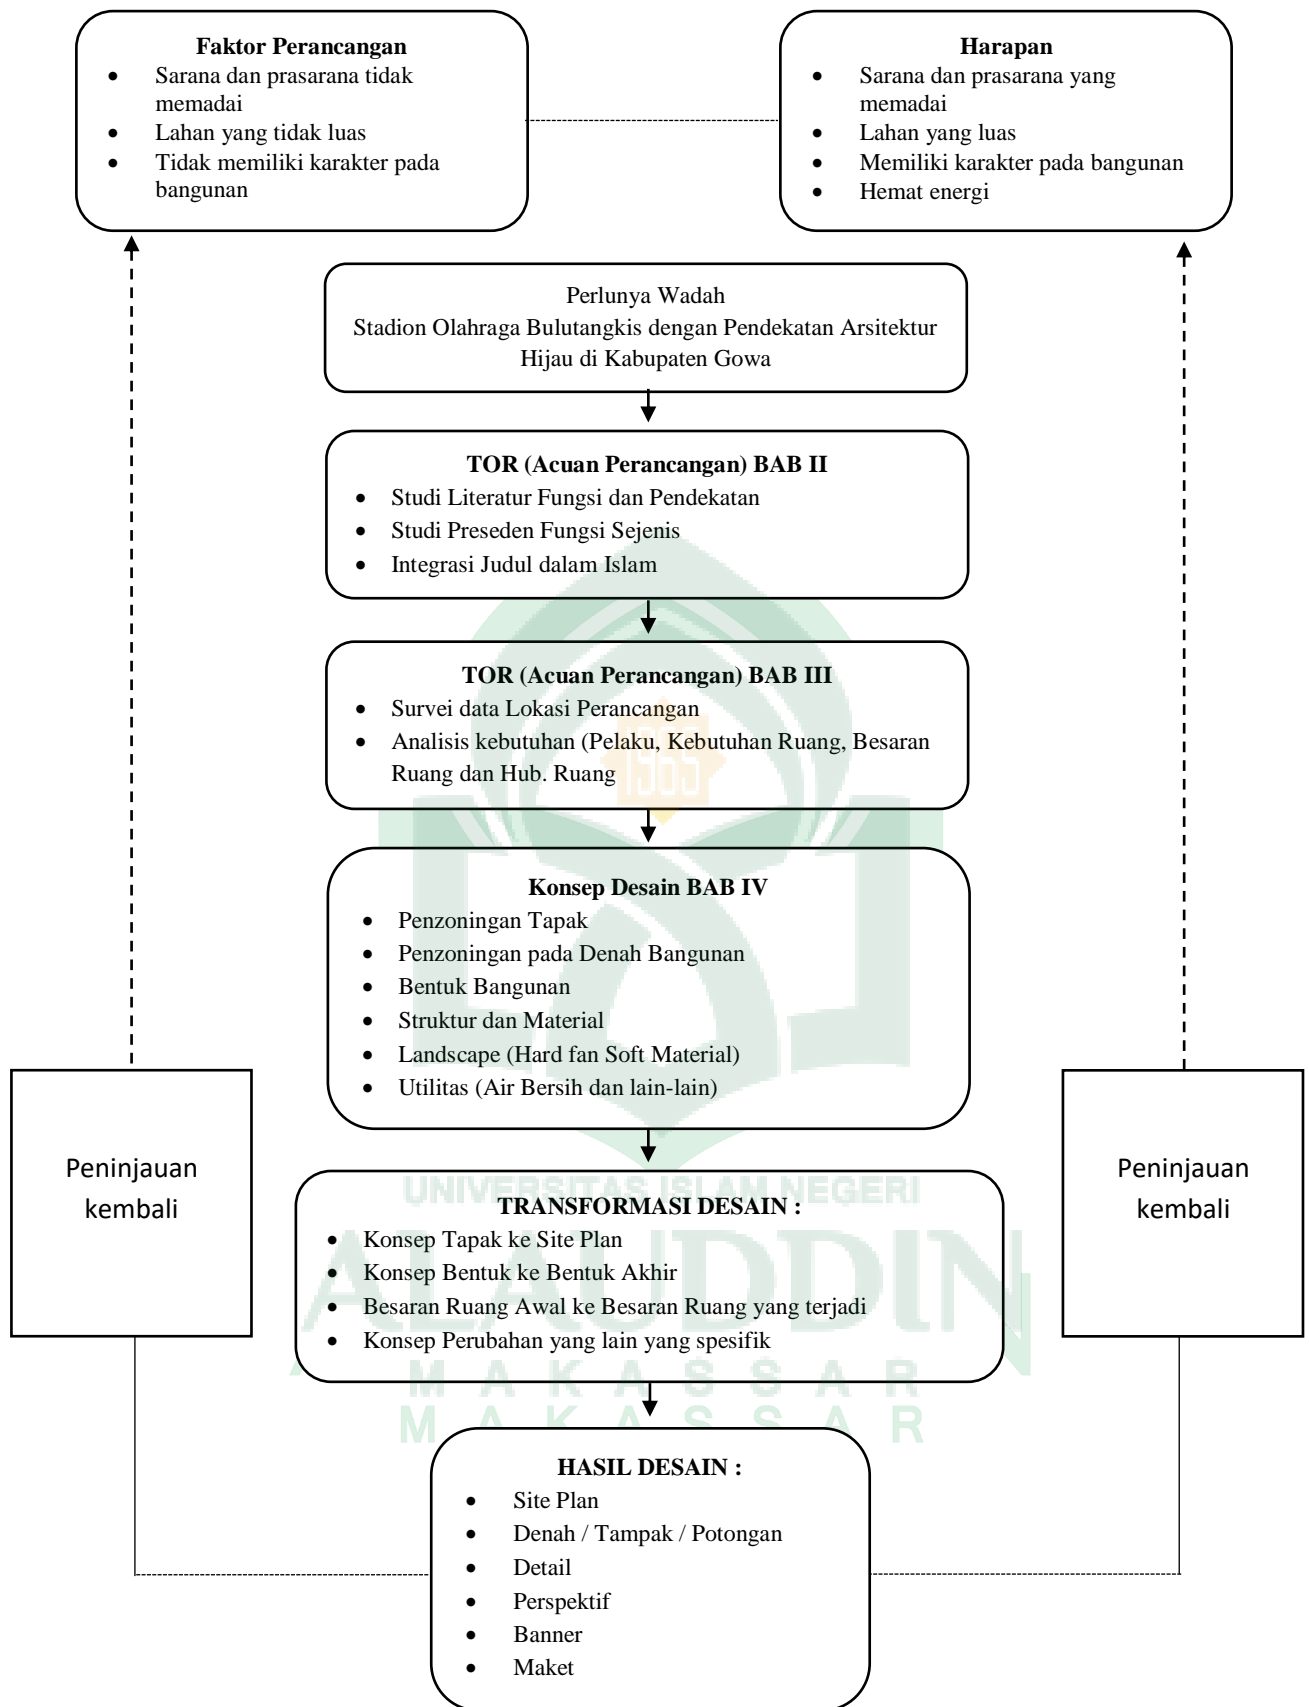 Faktor Perancangan
• Sarana dan prasarana tidak
memadai
• Lahan yang tidak luas
• Tidak memiliki karakter pada
bangunan
Harapan
• Sarana dan prasarana yang
memadai
• Lahan yang luas
• Memiliki karakter pada bangunan
• Hemat energi
Perlunya Wadah
Stadion Olahraga Bulutangkis dengan Pendekatan Arsitektur
Hijau di Kabupaten Gowa
TOR (Acuan Perancangan) BAB II
• Studi Literatur Fungsi dan Pendekatan
• Studi Preseden Fungsi Sejenis
• Integrasi Judul dalam Islam
TOR (Acuan Perancangan) BAB III
• Survei data Lokasi Perancangan
• Analisis kebutuhan (Pelaku, Kebutuhan Ruang, Besaran
Ruang dan Hub. Ruang
1965
Konsep Desain BAB IV
• Penzoningan Tapak
• Penzoningan pada Denah Bangunan
• Bentuk Bangunan
• Struktur dan Material
• Landscape (Hard fan Soft Material)
• Utilitas (Air Bersih dan lain-lain)
Peninjauan
kembali
Peninjauan
kembali
UNIVERSITAS ISLAM NEGERI
TRANSFORMASI DESAIN :
• Konsep Tapak ke Site Plan
• Konsep Bentuk ke Bentuk Akhir
• Besaran Ruang Awal ke Besaran Ruang yang terjadi
• Konsep Perubahan yang lain yang spesifik
ALAUDDIN
MAKASSAR
MAKASSAR
HASIL DESAIN :
• Site Plan
• Denah / Tampak / Potongan
• Detail
• Perspektif
• Banner
• Maket